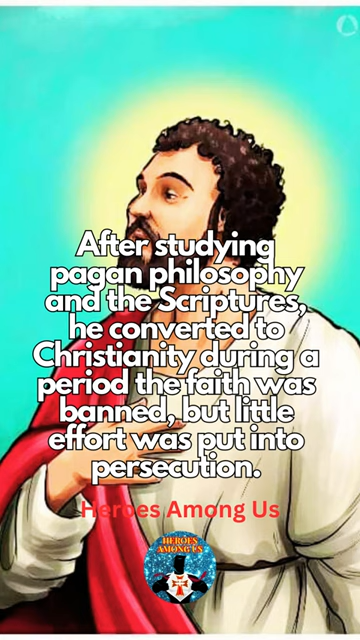 After studying
pagan philosophy
and the Scriptures,
he converted to
Christianity during a
period the faith was
banned, but little
effort was put into
persecution.
Heroes Among Us
HEROES
AMONG US